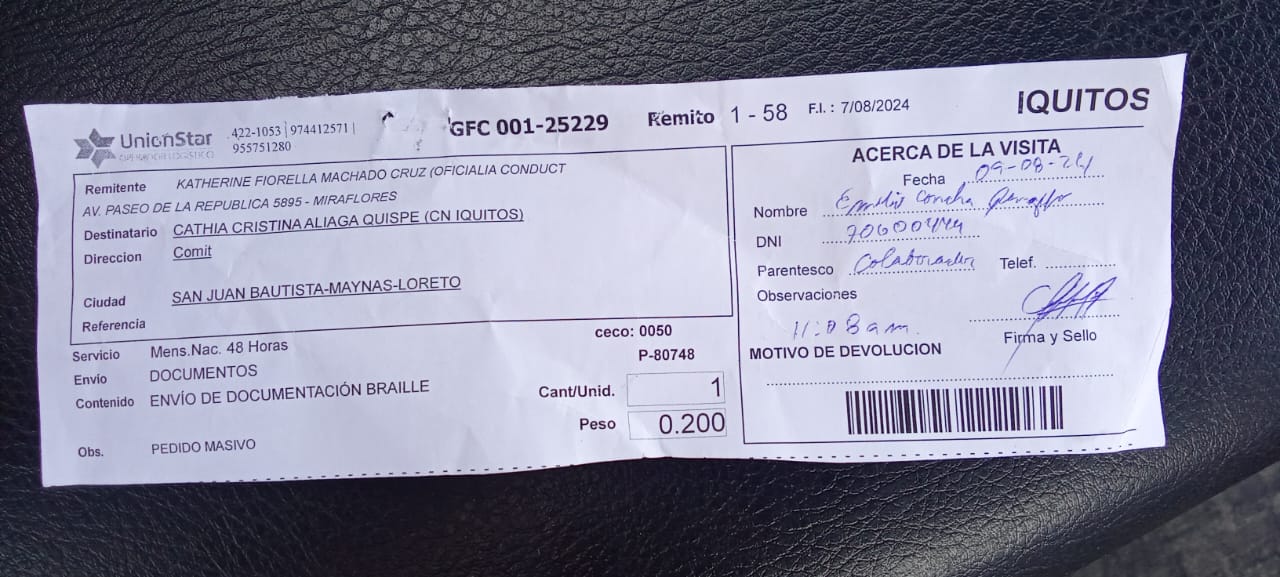 UnionStar
OPERADOR LOGISTICO
422-1053 974412571
955751280
GFC 001-25229
Remito 1 - 58
F.I. : 7/08/2024
IQUITOS
Remitente KATHERINE FIORELLA MACHADO CRUZ (OFICIALIA CONDUCT
AV. PASEO DE LA REPUBLICA 5895 - MIRAFLORES
Destinatario CATHIA CRISTINA ALIAGA QUISPE (CN IQUITOS)
Direccion Comit
Ciudad SAN JUAN BAUTISTA-MAYNAS-LORETO
Referencia
Servicio Mens.Nac. 48 Horas
Envío DOCUMENTOS
Contenido ENVÍO DE DOCUMENTACIÓN BRAILLE
Obs. PEDIDO MASIVO
ceco: 0050
P-80748
Cant/Unid. 1
Peso 0.200
ACERCA DE LA VISITA
Fecha 09-08-24
Nombre Emilio Concha
DNI
Parentesco Colaborador Telef.
Observaciones
11:08 am.
Firma y Sello
MOTIVO DE DEVOLUCION